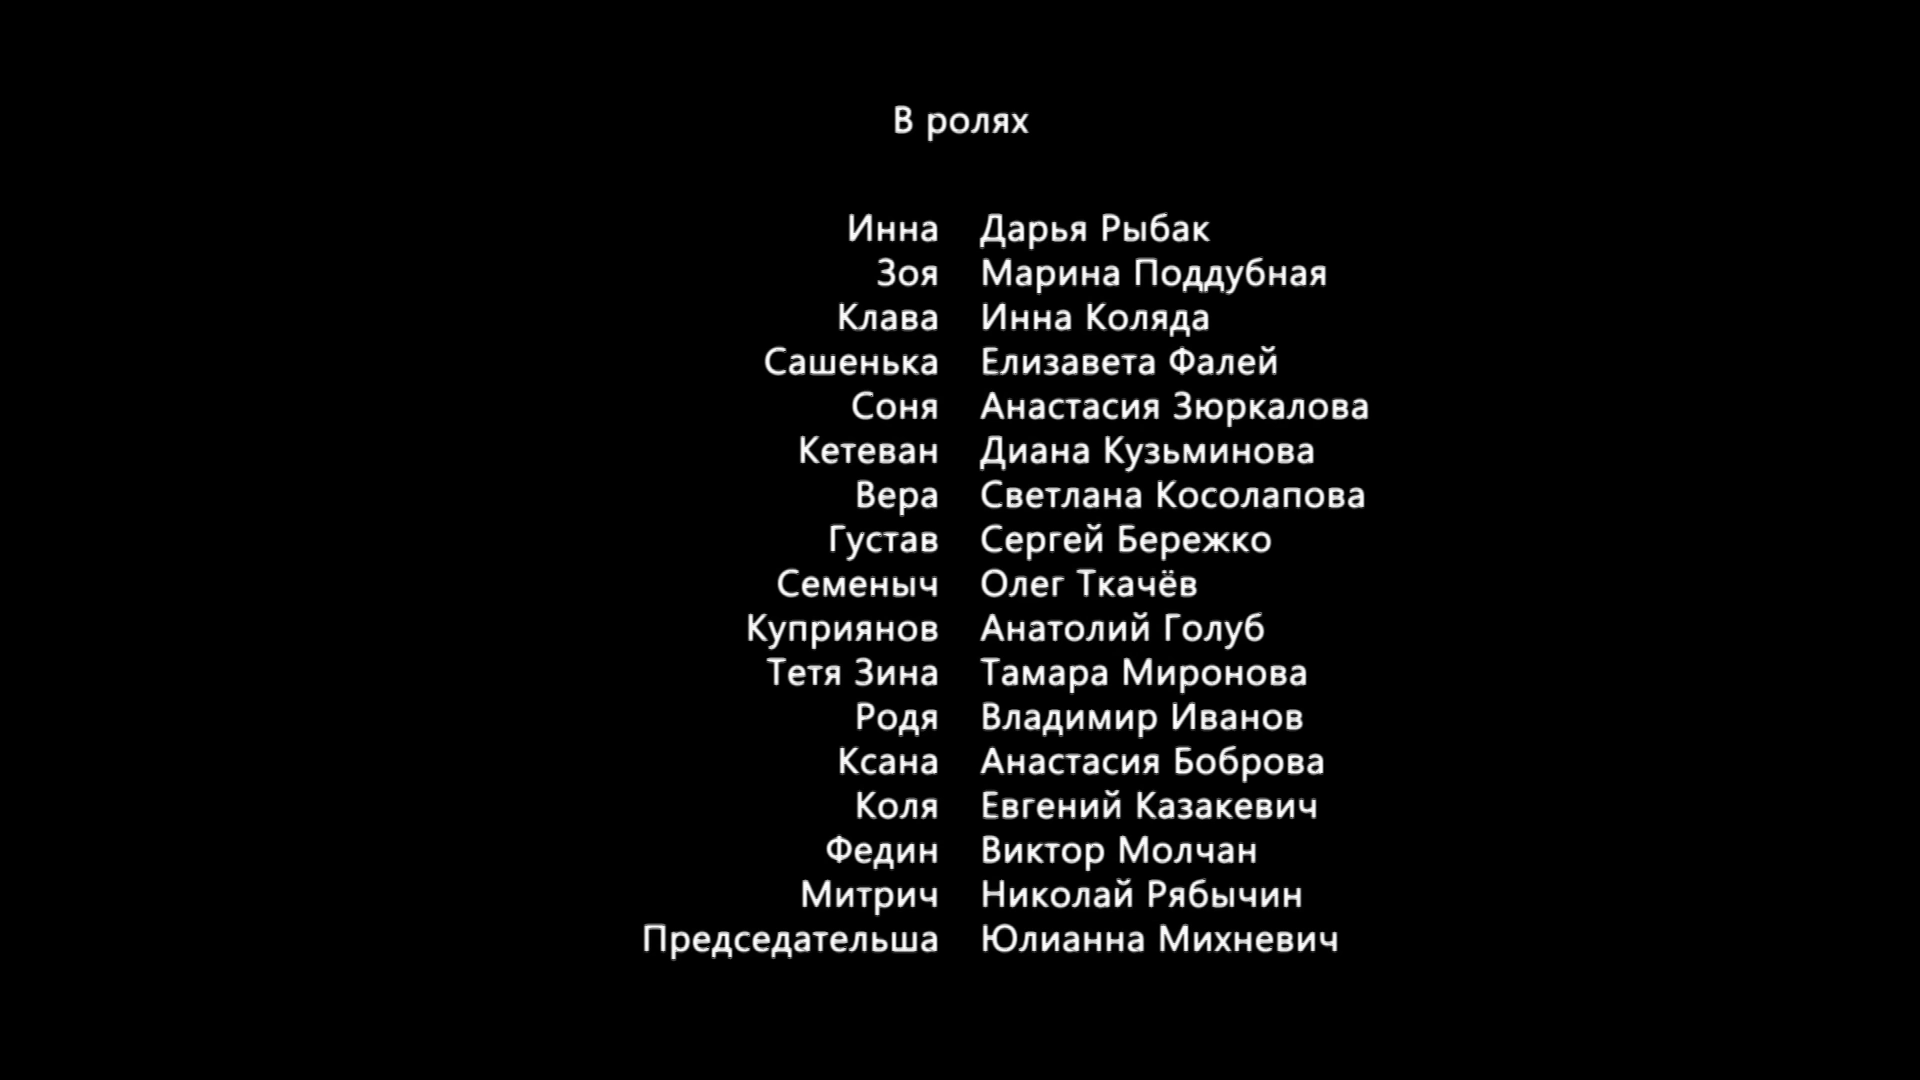 В ролях
Инна Дарья Рыбак
Зоя Марина Поддубная
Клава Инна Коляда
Сашенька Елизавета Фалей
Соня Анастасия Зюркалова
Кетеван Диана Кузьминова
Вера Светлана Косолапова
Густав Сергей Бережко
Семеныч Олег Ткачёв
Куприянов Анатолий Голуб
Тетя Зина Тамара Миронова
Родя Владимир Иванов
Ксана Анастасия Боброва
Коля Евгений Казакевич
Федин Виктор Молчан
Митрич Николай Рябычин
Председательша Юлианна Михневич